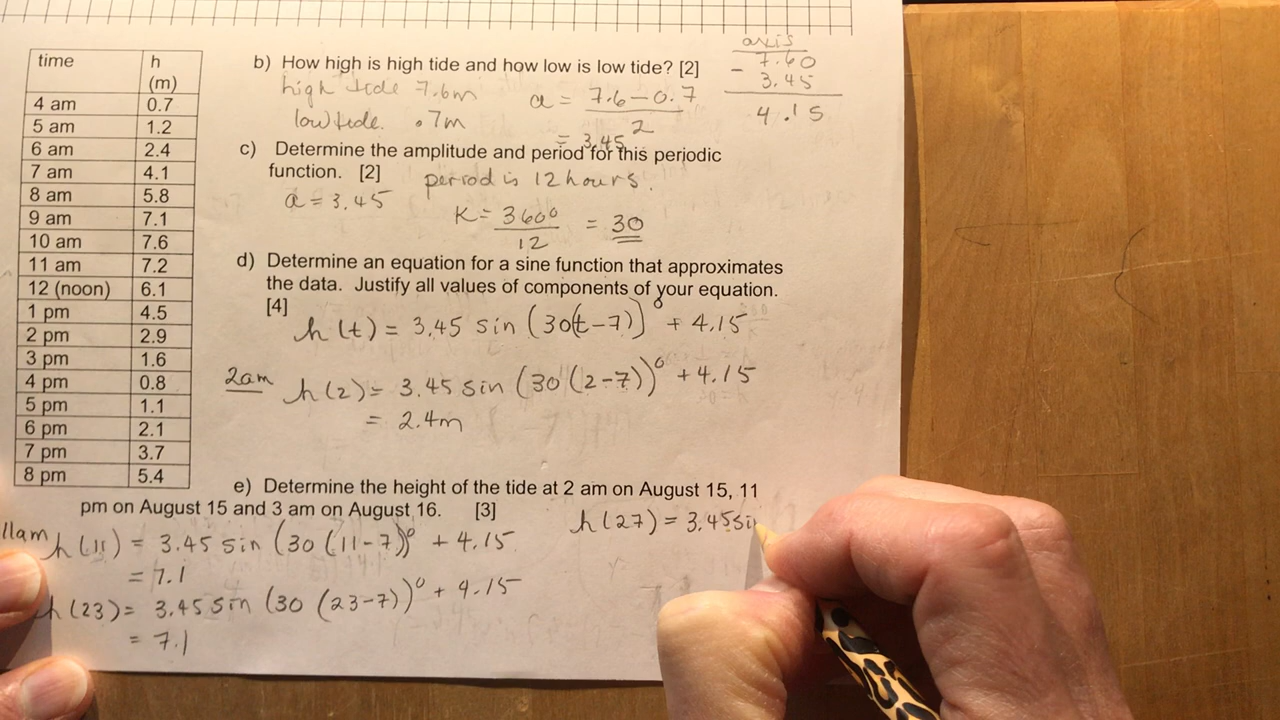 time h
(m)
4 am 0.7
5 am 1.2
6 am 2.4
7 am 4.1
8 am 5.8
9 am 7.1
10 am 7.6
11 am 7.2
12 (noon) 6.1
1 pm 4.5
2 pm 2.9
3 pm 1.6
4 pm 0.8
5 pm 1.1
6 pm 2.1
7 pm 3.7
8 pm 5.4
b) How high is high tide and how low is low tide? [2]
high tide 7.6m
low tide. .7m
a = 7.6-0.7
2
= 3.45
axis
7.60
- 3.45
4.15
c) Determine the amplitude and period for this periodic
function. [2] period is 12 hours.
a = 3.45
K = 360°
12
= 30
d) Determine an equation for a sine function that approximates
the data. Justify all values of components of your equation.
[4]
h(t) = 3.45 sin (30(t-7))° + 4.15
2am h(2) = 3.45 sin (30(2-7))° + 4.15
= 2.4m
e) Determine the height of the tide at 2 am on August 15, 11
pm on August 15 and 3 am on August 16. [3]
11am h(11) = 3.45 sin (30(11-7))° + 4.15
= 7.1
h(23) = 3.45 sin (30(23-7))° + 4.15
= 7.1
h(27) = 3.45 sin